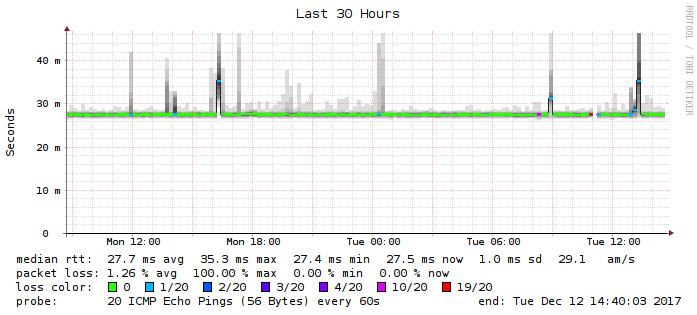 Last 30 Hours
RRDTOOL / TOBI OETIKER
Seconds
40 m
30 m
20 m
10 m
0
Mon 12:00 Mon 18:00 Tue 00:00 Tue 06:00 Tue 12:00
median rtt: 27.7 ms avg 35.3 ms max 27.4 ms min 27.5 ms now 1.0 ms sd 29.1 am/s
packet loss: 1.26 % avg 100.00 % max 0.00 % min 0.00 % now
loss color: 0 1/20 2/20 3/20 4/20 10/20 19/20
probe: 20 ICMP Echo Pings (56 Bytes) every 60s end: Tue Dec 12 14:40:03 2017